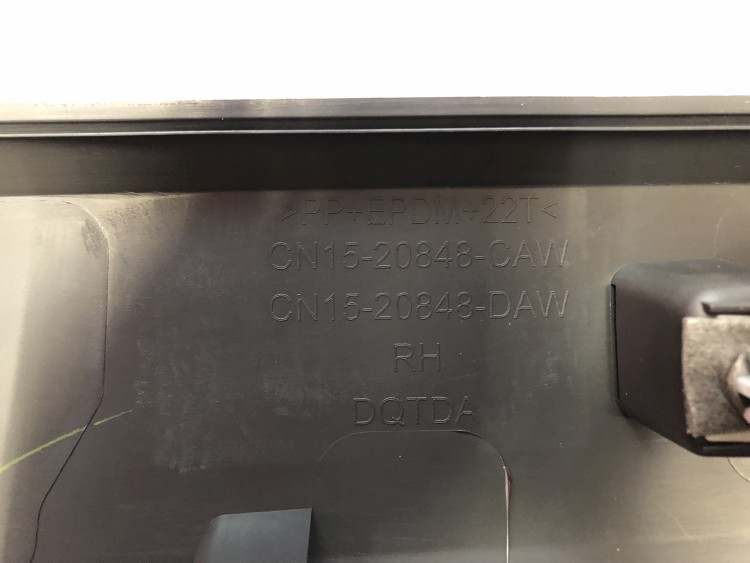 >PP+EPDM+22T<
CN15-20848-CAW
CN15-20848-DAW
RH
DQTDA